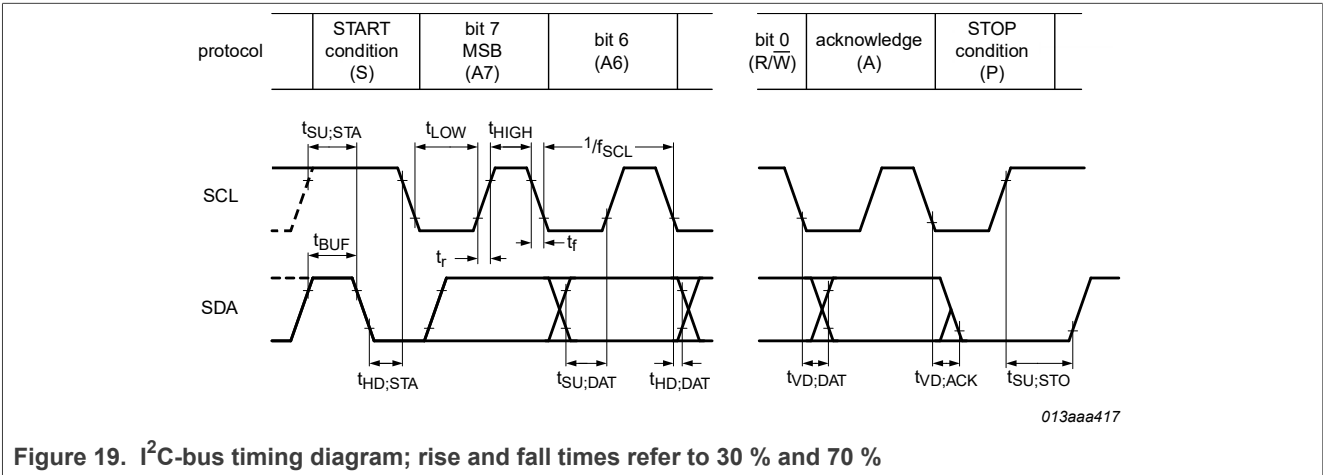 protocol
START
condition
(S)
bit 7
MSB
(A7)
bit 6
(A6)
bit 0
(R/W̅)
acknowledge
(A)
STOP
condition
(P)
tSU;STA
tLOW
tHIGH
1/fSCL
SCL
tBUF
tr
tf
SDA
tHD;STA
tSU;DAT
tHD;DAT
tVD;DAT
tVD;ACK
tSU;STO
013aaa417
Figure 19. I²C-bus timing diagram; rise and fall times refer to 30 % and 70 %